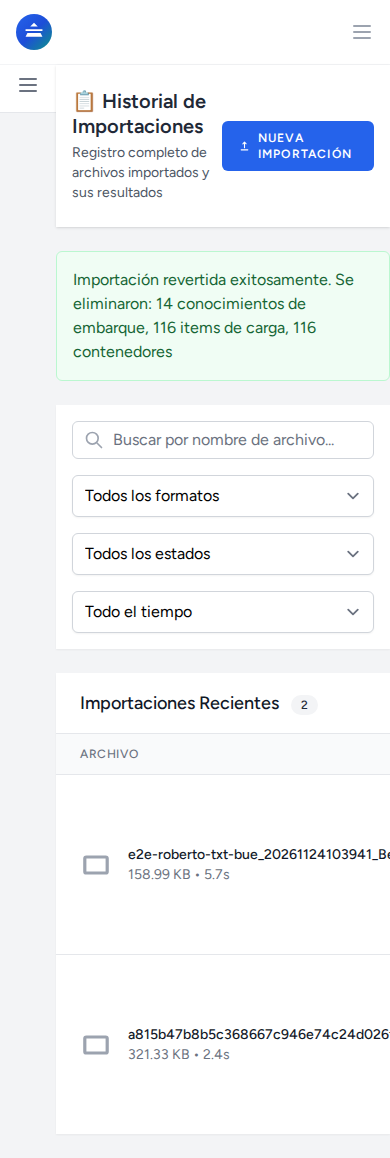 📋 Historial de
Importaciones
Registro completo de
archivos importados y
sus resultados
NUEVA
IMPORTACIÓN
Importación revertida exitosamente. Se
eliminaron: 14 conocimientos de
embarque, 116 items de carga, 116
contenedores
Buscar por nombre de archivo...
Todos los formatos
Todos los estados
Todo el tiempo
Importaciones Recientes 2
ARCHIVO
e2e-roberto-txt-bue_20261124103941_Be
158.99 KB • 5.7s
a815b47b8b5c368667c946e74c24d026
321.33 KB • 2.4s